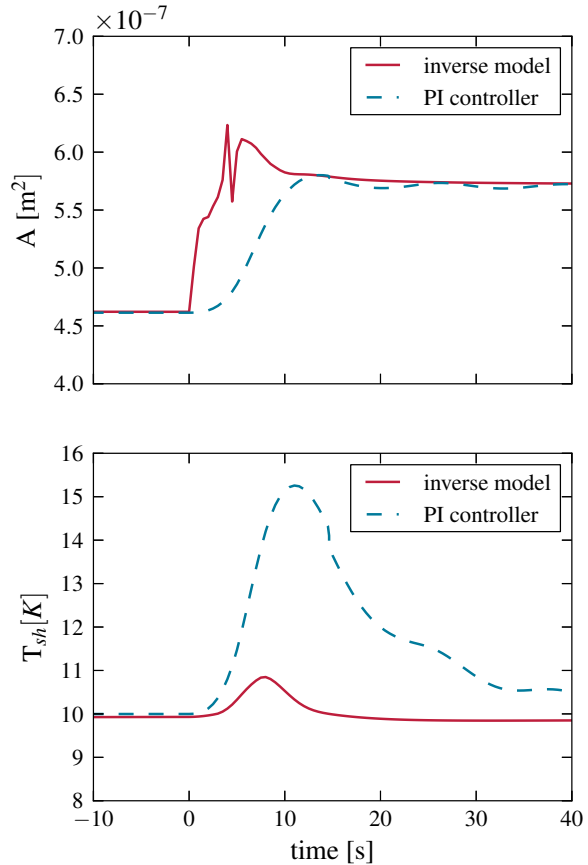 ×10⁻⁷
7.0
6.5
6.0
5.5
5.0
4.5
4.0
A [m²]
inverse model
PI controller
16
15
14
13
12
11
10
9
8
T_sh[K]
inverse model
PI controller
−10 0 10 20 30 40
time [s]